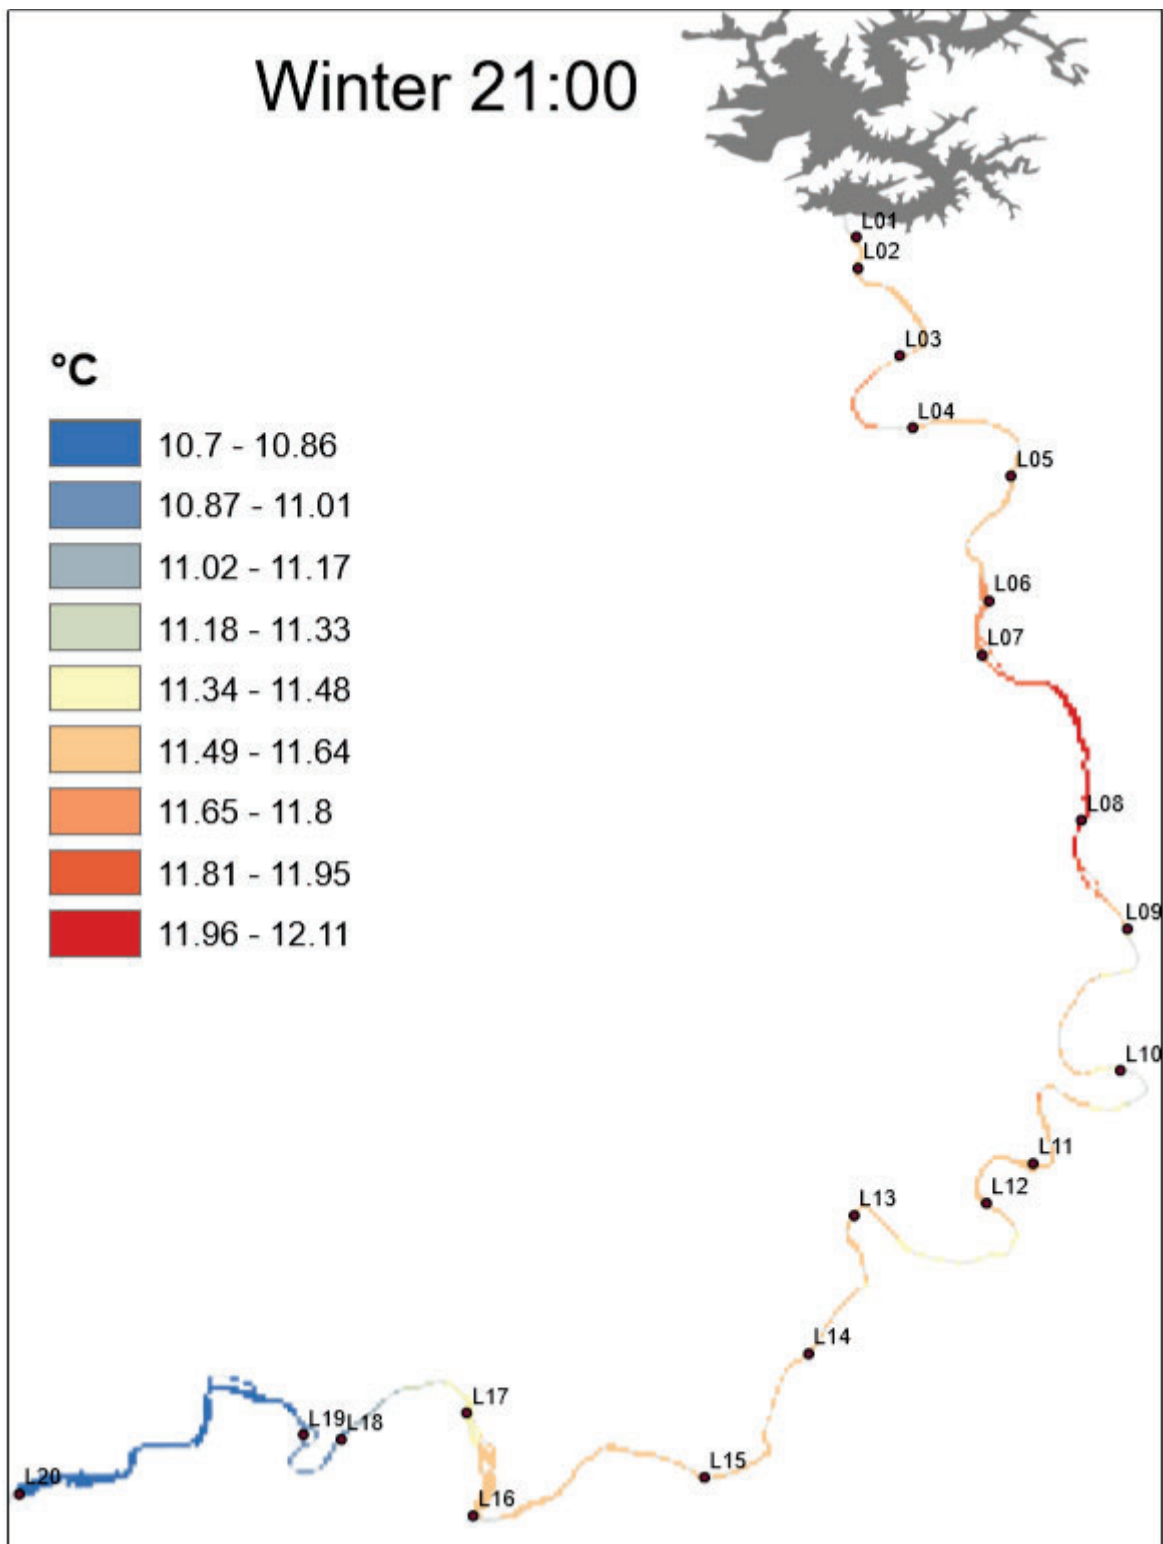 Winter 21:00
L01
L02
L03
°C
L04
10.7 - 10.86
L05
10.87 - 11.01
11.02 - 11.17
L06
11.18 - 11.33
L07
11.34 - 11.48
11.49 - 11.64
11.65 - 11.8
L08
11.81 - 11.95
11.96 - 12.11
L09
L10
L11
L12
L13
L14
L17
L19
L18
L15
L20
L16